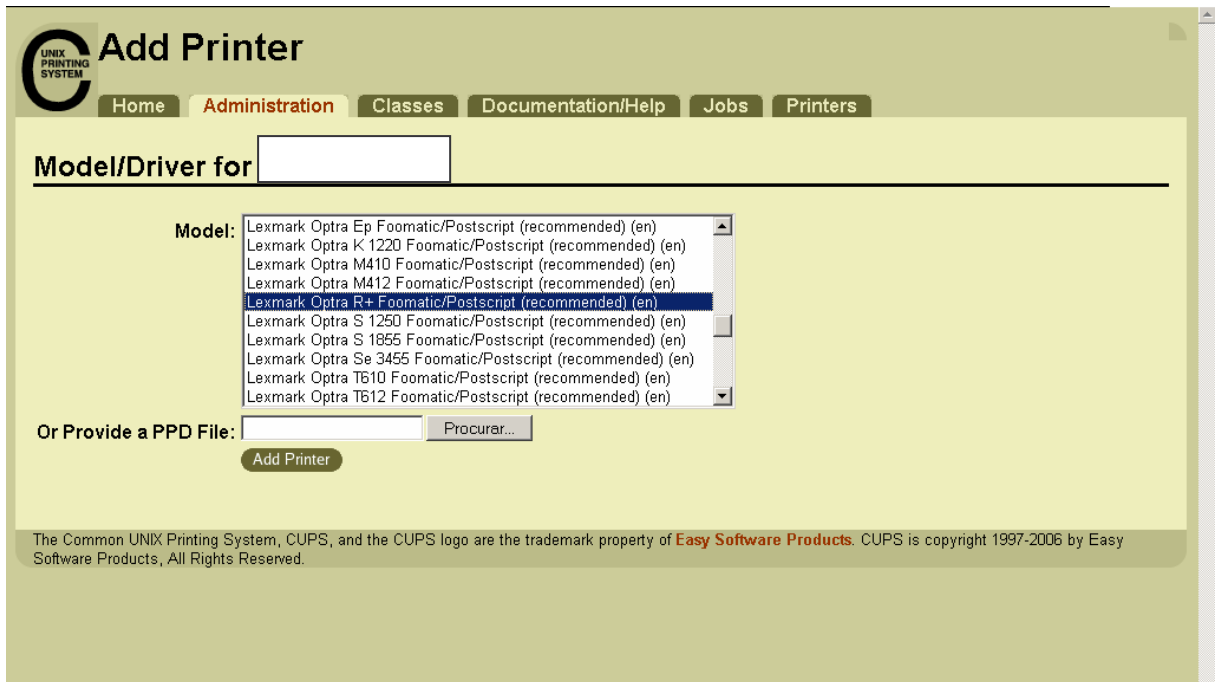 UNIX
PRINTING
SYSTEM
Add Printer
Home Administration Classes Documentation/Help Jobs Printers
Model/Driver for
Model:
Lexmark Optra Ep Foomatic/Postscript (recommended) (en)
Lexmark Optra K 1220 Foomatic/Postscript (recommended) (en)
Lexmark Optra M410 Foomatic/Postscript (recommended) (en)
Lexmark Optra M412 Foomatic/Postscript (recommended) (en)
Lexmark Optra R+ Foomatic/Postscript (recommended) (en)
Lexmark Optra S 1250 Foomatic/Postscript (recommended) (en)
Lexmark Optra S 1855 Foomatic/Postscript (recommended) (en)
Lexmark Optra Se 3455 Foomatic/Postscript (recommended) (en)
Lexmark Optra T610 Foomatic/Postscript (recommended) (en)
Lexmark Optra T612 Foomatic/Postscript (recommended) (en)
Or Provide a PPD File: Procurar...
Add Printer
The Common UNIX Printing System, CUPS, and the CUPS logo are the trademark property of Easy Software Products. CUPS is copyright 1997-2006 by Easy
Software Products, All Rights Reserved.